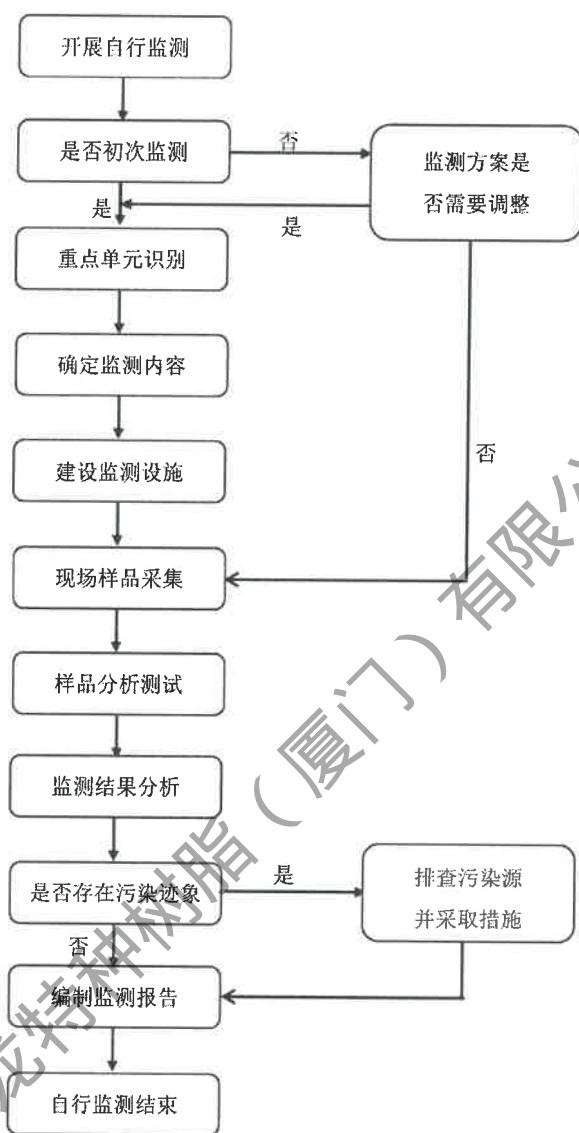 开展自行监测
是否初次监测
否
监测方案是
否需要调整
是
是
重点单元识别
确定监测内容
建设监测设施
否
现场样品采集
样品分析测试
监测结果分析
是否存在污染迹象
是
排查污染源
并采取措施
否
编制监测报告
自行监测结束
特种树脂（厦门）有限公